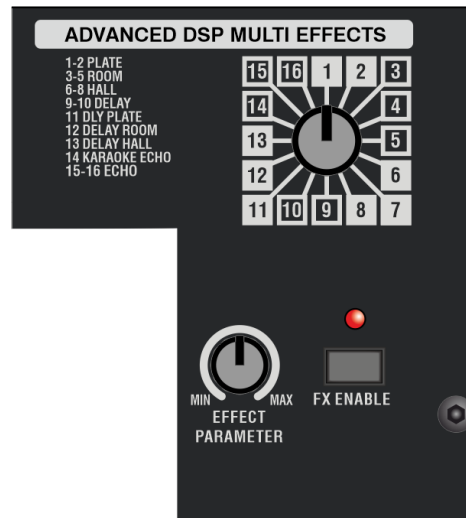 ADVANCED DSP MULTI EFFECTS
1-2 PLATE
3-5 ROOM
6-8 HALL
9-10 DELAY
11 DLY PLATE
12 DELAY ROOM
13 DELAY HALL
14 KARAOKE ECHO
15-16 ECHO
15 16 1 2 3
14 4
13 5
12 6
11 10 9 8 7
MIN MAX
EFFECT
PARAMETER
FX ENABLE